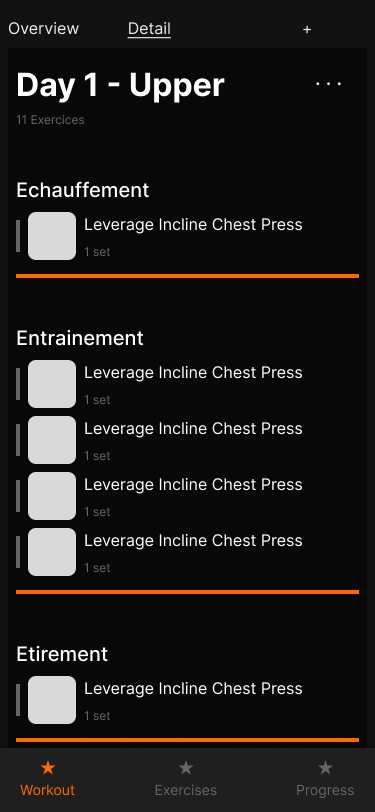 Overview Detail +
Day 1 - Upper
11 Exercices
Echauffement
Leverage Incline Chest Press
1 set
Entrainement
Leverage Incline Chest Press
1 set
Leverage Incline Chest Press
1 set
Leverage Incline Chest Press
1 set
Leverage Incline Chest Press
1 set
Etirement
Leverage Incline Chest Press
1 set
Workout Exercises Progress